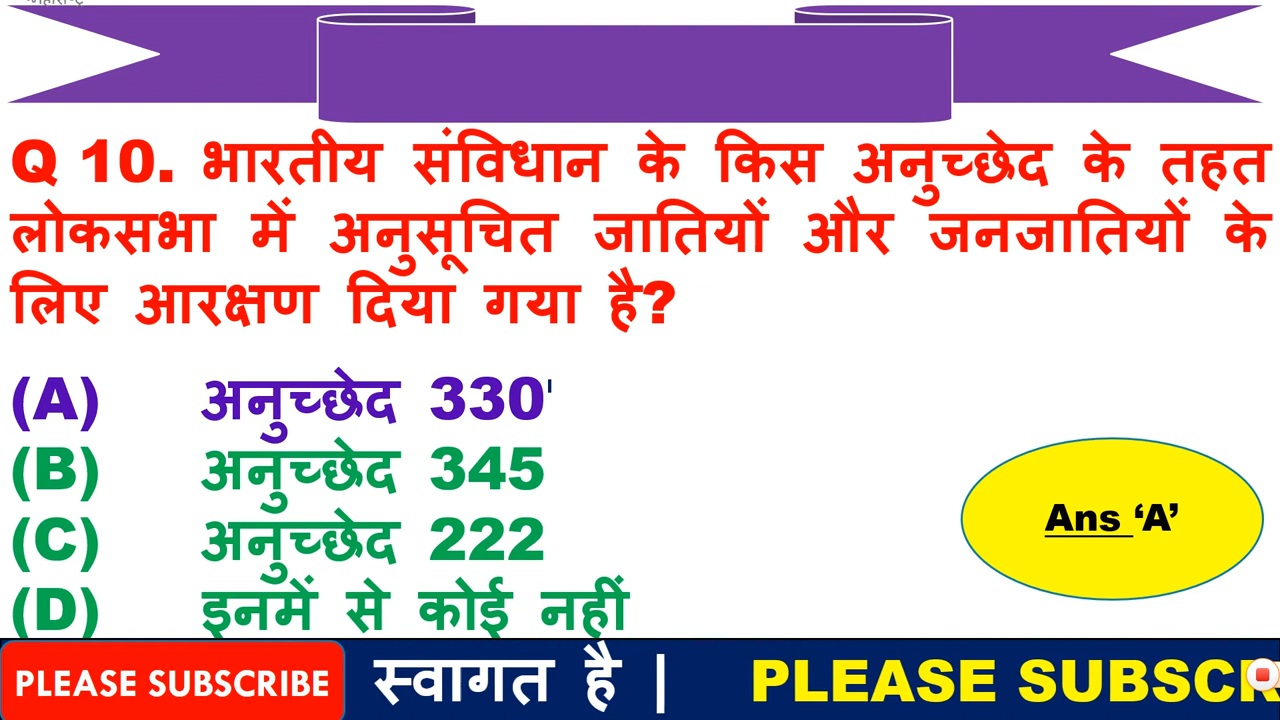 Q 10. भारतीय संविधान के किस अनुच्छेद के तहत
लोकसभा में अनुसूचित जातियों और जनजातियों के
लिए आरक्षण दिया गया है?
(A) अनुच्छेद 330
(B) अनुच्छेद 345
(C) अनुच्छेद 222
(D) इनमें से कोई नहीं
Ans ‘A’
PLEASE SUBSCRIBE
स्वागत है | PLEASE SUBSCR